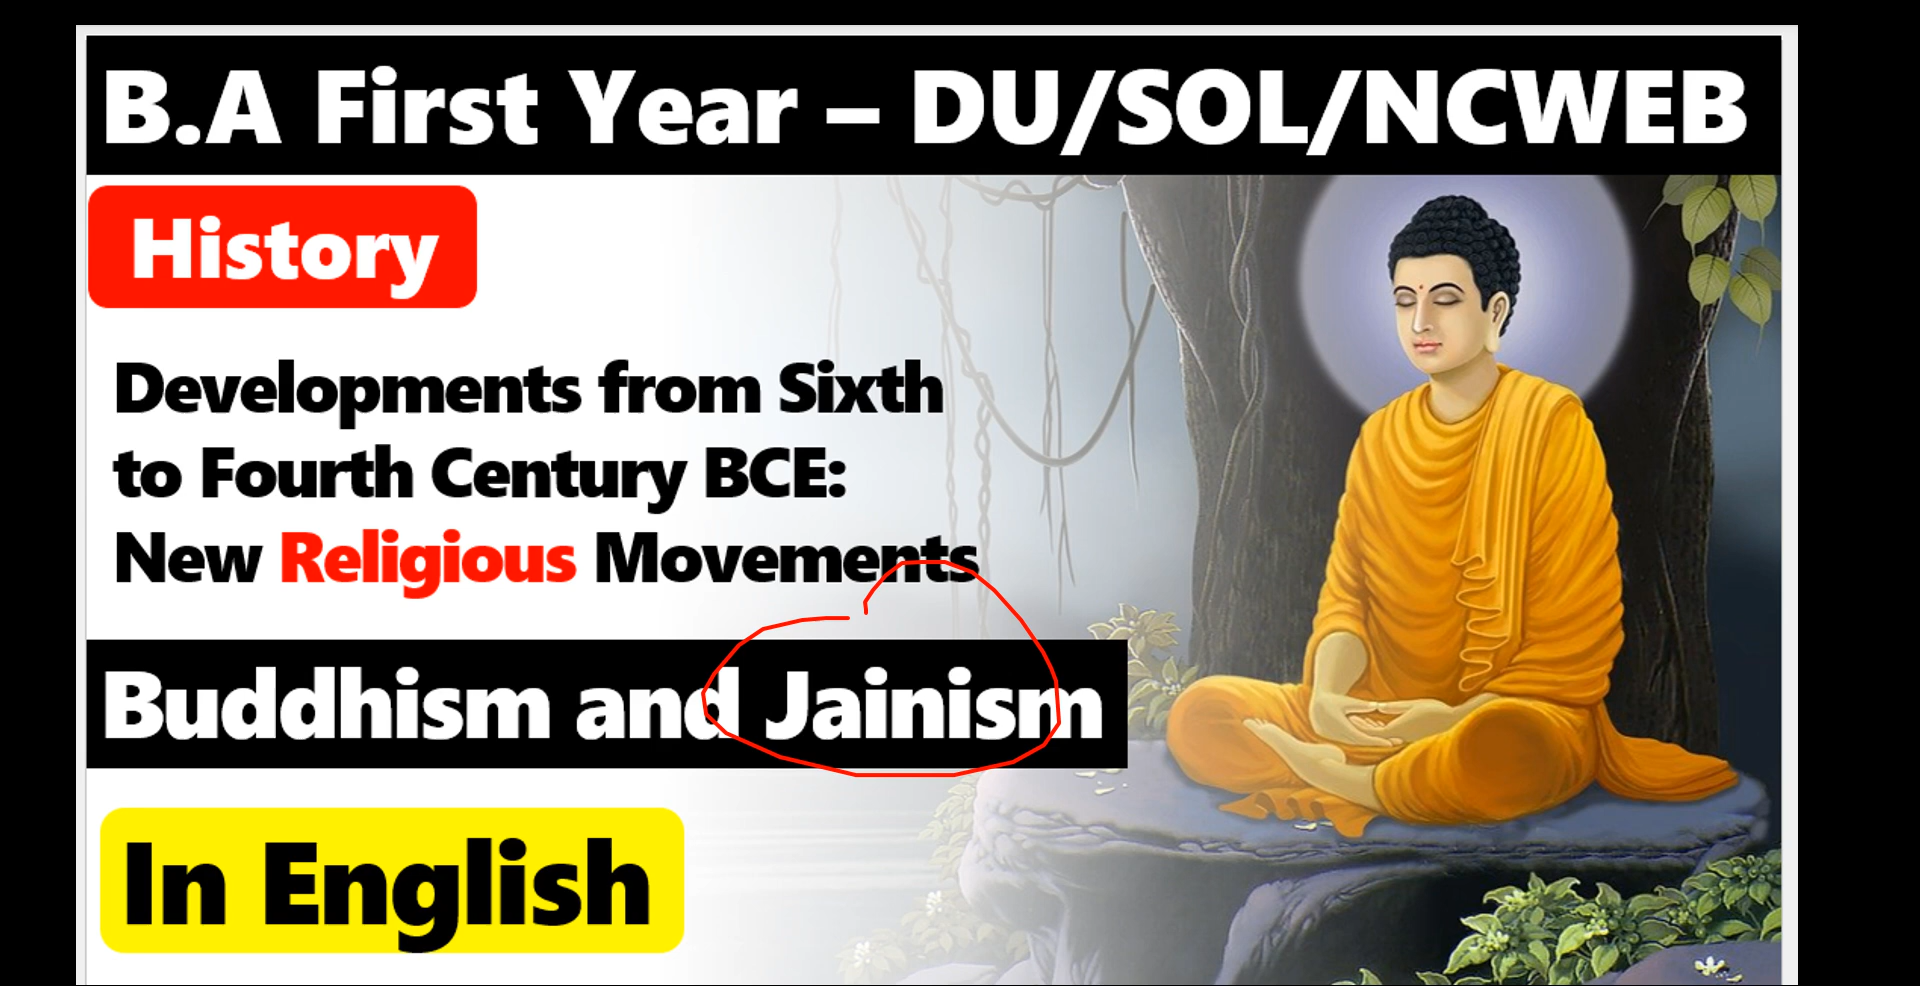 B.A First Year – DU/SOL/NCWEB
History
Developments from Sixth
to Fourth Century BCE:
New Religious Movements
Buddhism and Jainism
In English